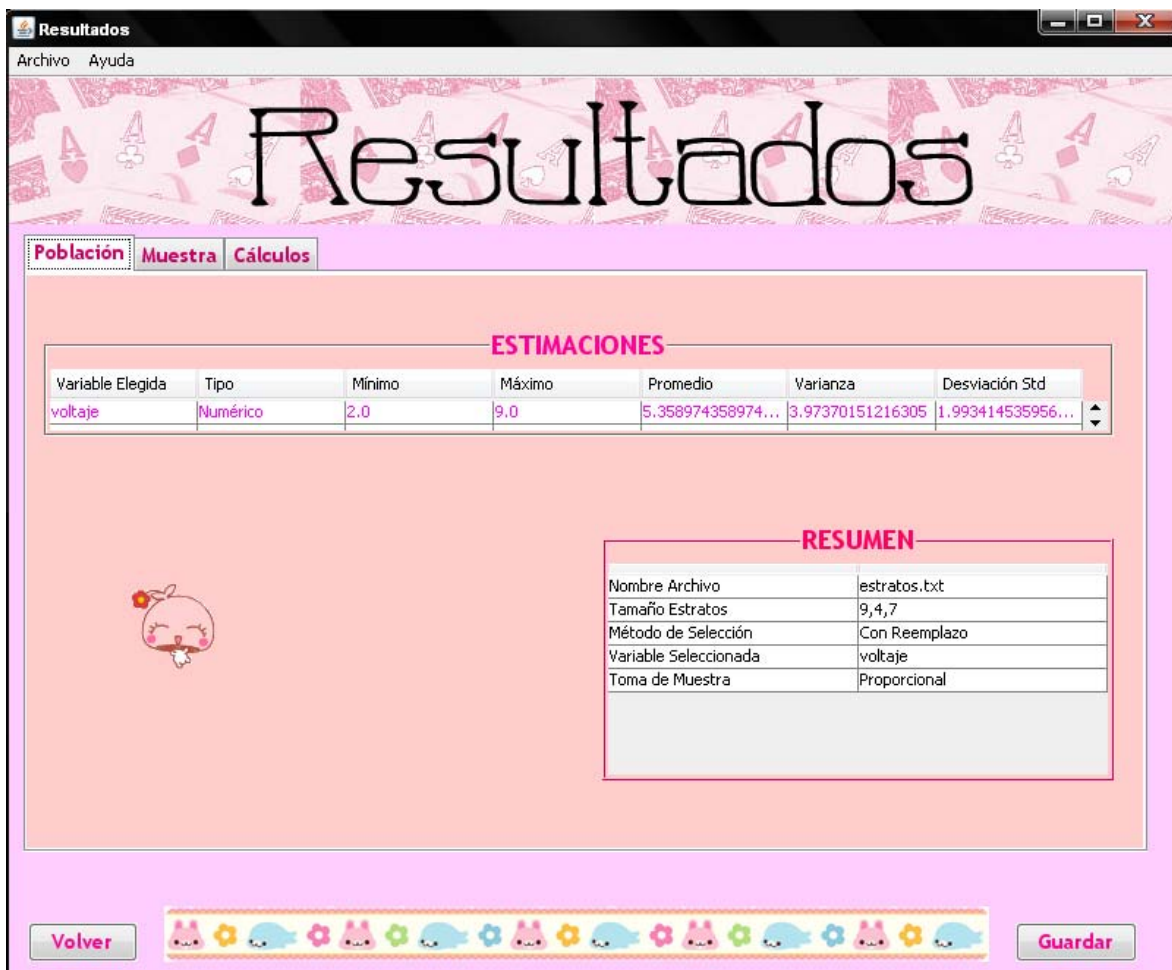 Resultados
Archivo Ayuda
Resultados
Población Muestra Cálculos
ESTIMACIONES
Variable Elegida Tipo Mínimo Máximo Promedio Varianza Desviación Std
voltaje Numérico 2.0 9.0 5.358974358974... 3.97370151216305 1.993414535956...
RESUMEN
Nombre Archivo estratos.txt
Tamaño Estratos 9,4,7
Método de Selección Con Reemplazo
Variable Seleccionada voltaje
Toma de Muestra Proporcional
Volver Guardar